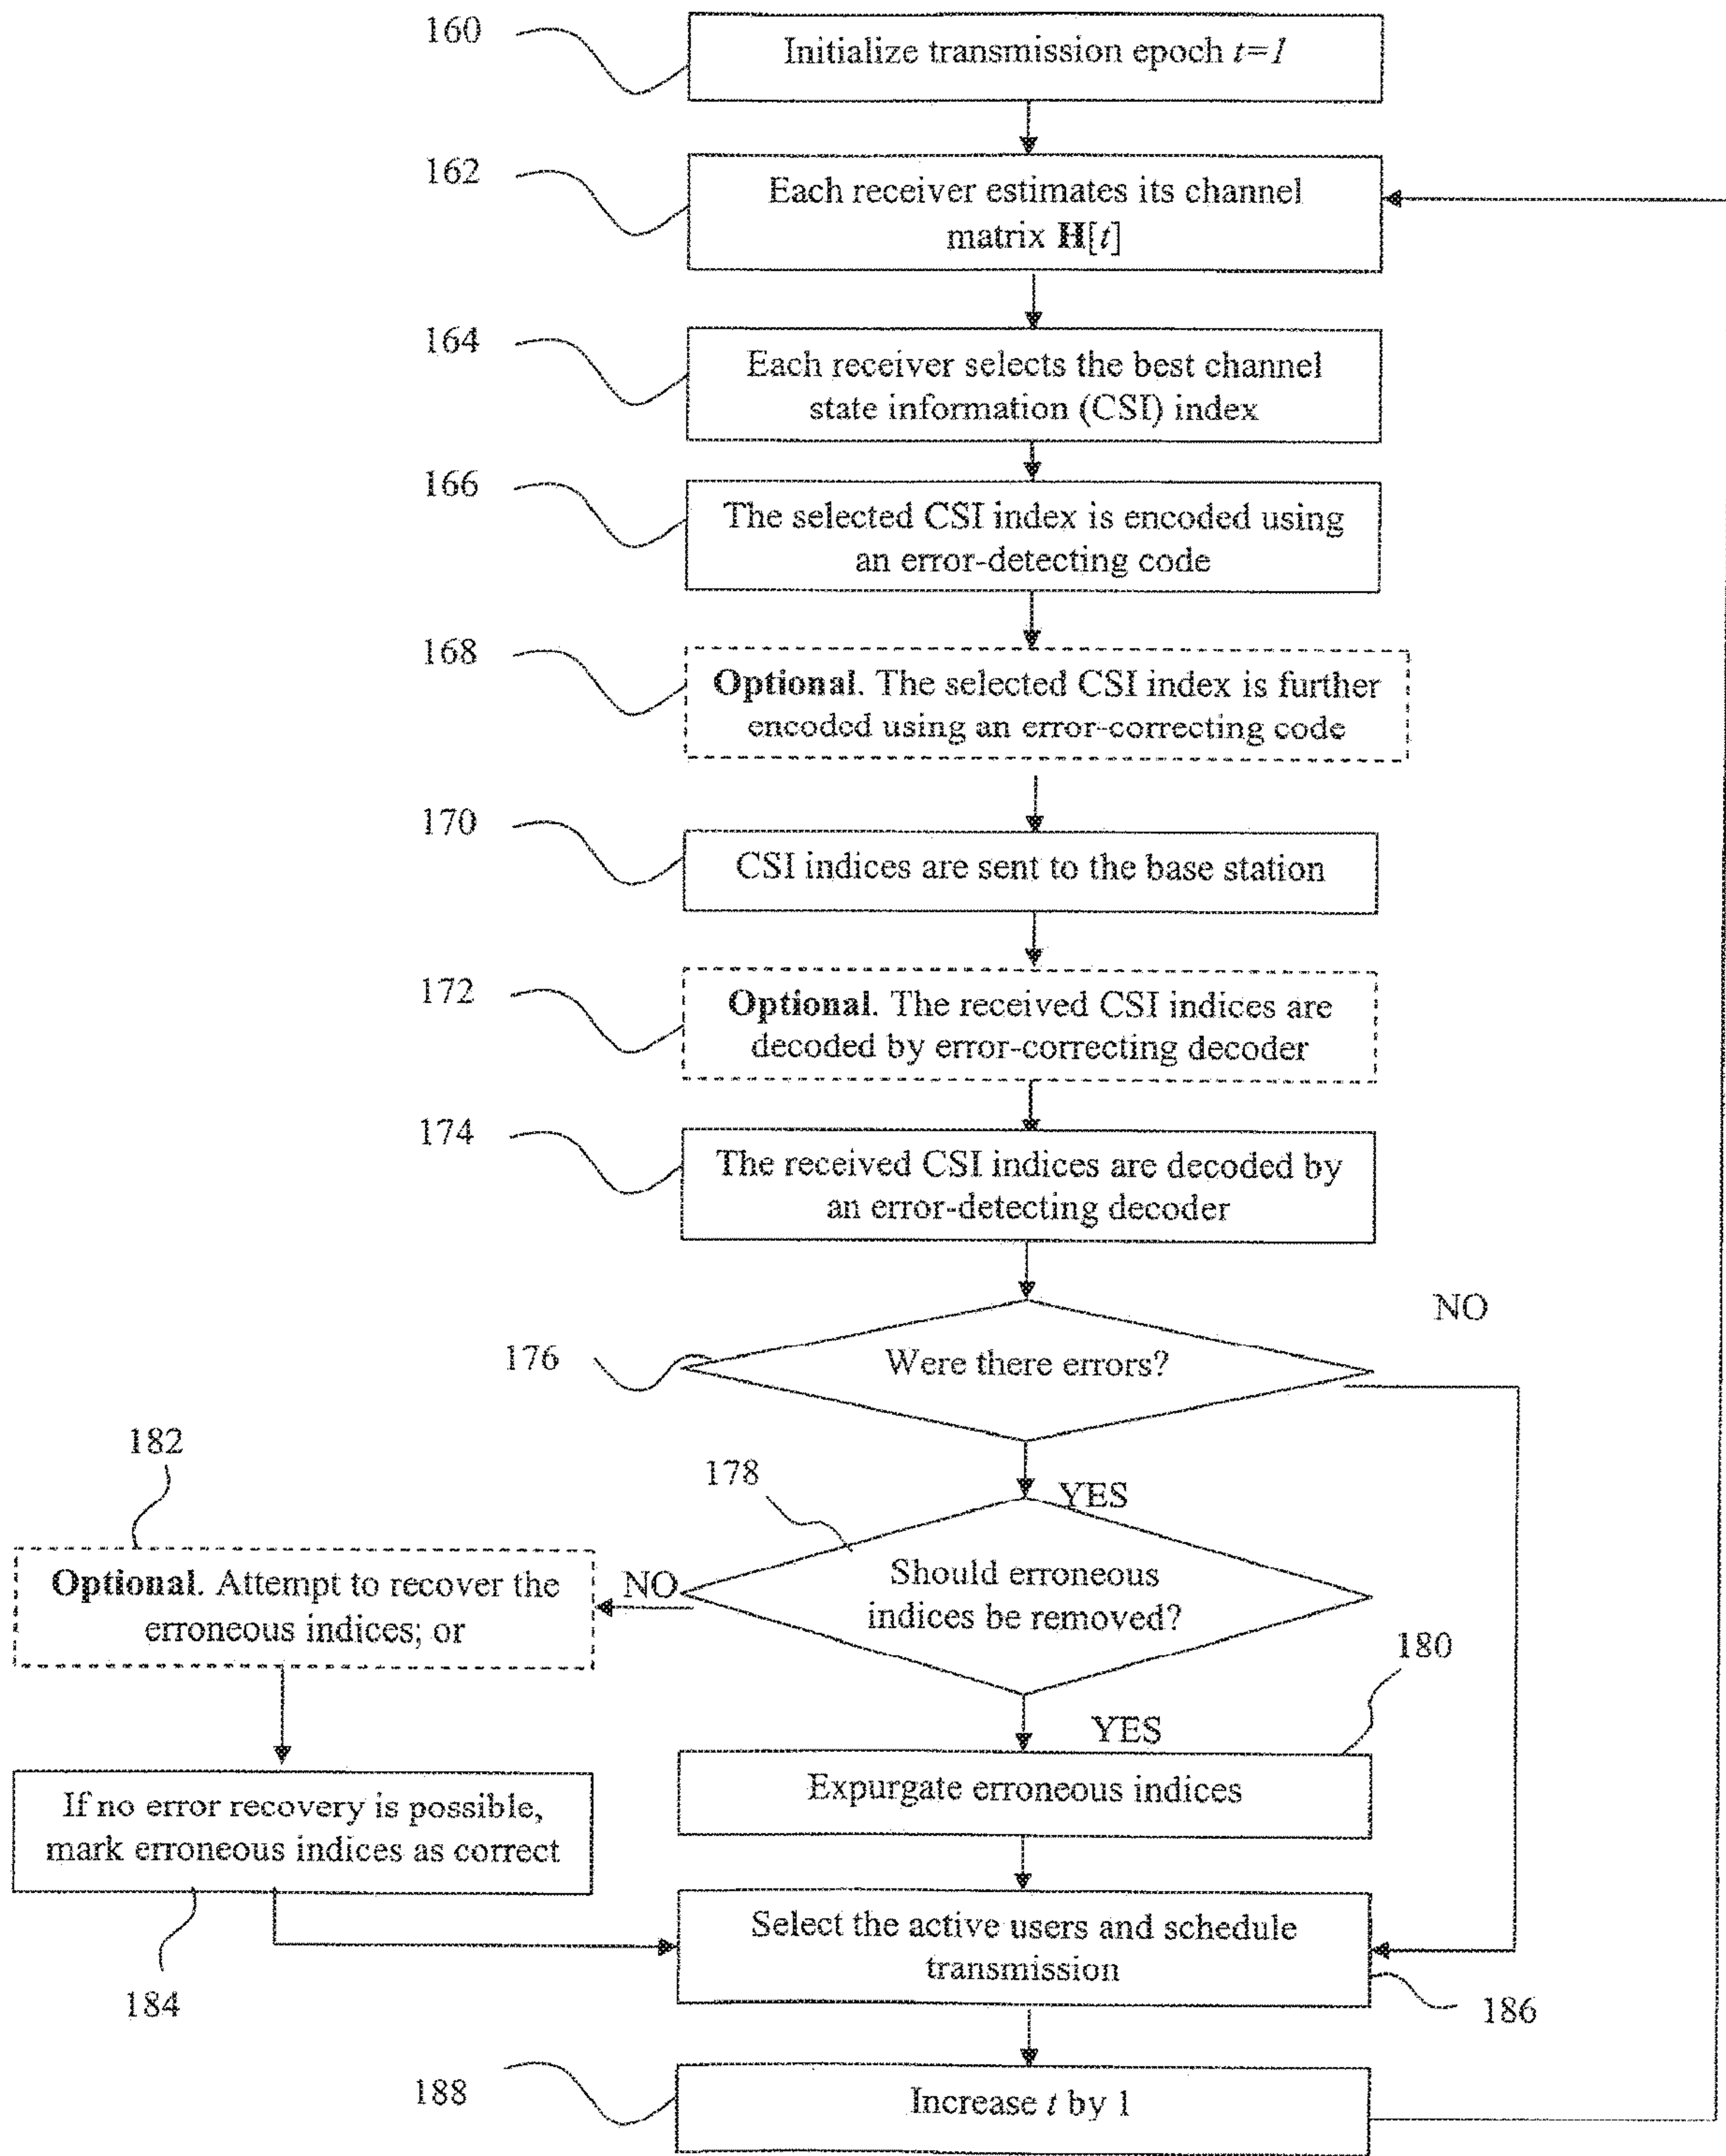 160
Initialize transmission epoch t=1
162
Each receiver estimates its channel
matrix H[t]
164
Each receiver selects the best channel
state information (CSI) index
166
The selected CSI index is encoded using
an error-detecting code
168
Optional. The selected CSI index is further
encoded using an error-correcting code
170
CSI indices are sent to the base station
172
Optional. The received CSI indices are
decoded by error-correcting decoder
174
The received CSI indices are decoded by
an error-detecting decoder
NO
176
Were there errors?
182
178
YES
Optional. Attempt to recover the
erroneous indices; or
NO
Should erroneous
indices be removed?
180
YES
If no error recovery is possible,
mark erroneous indices as correct
Expurgate erroneous indices
184
Select the active users and schedule
transmission
186
188
Increase t by 1